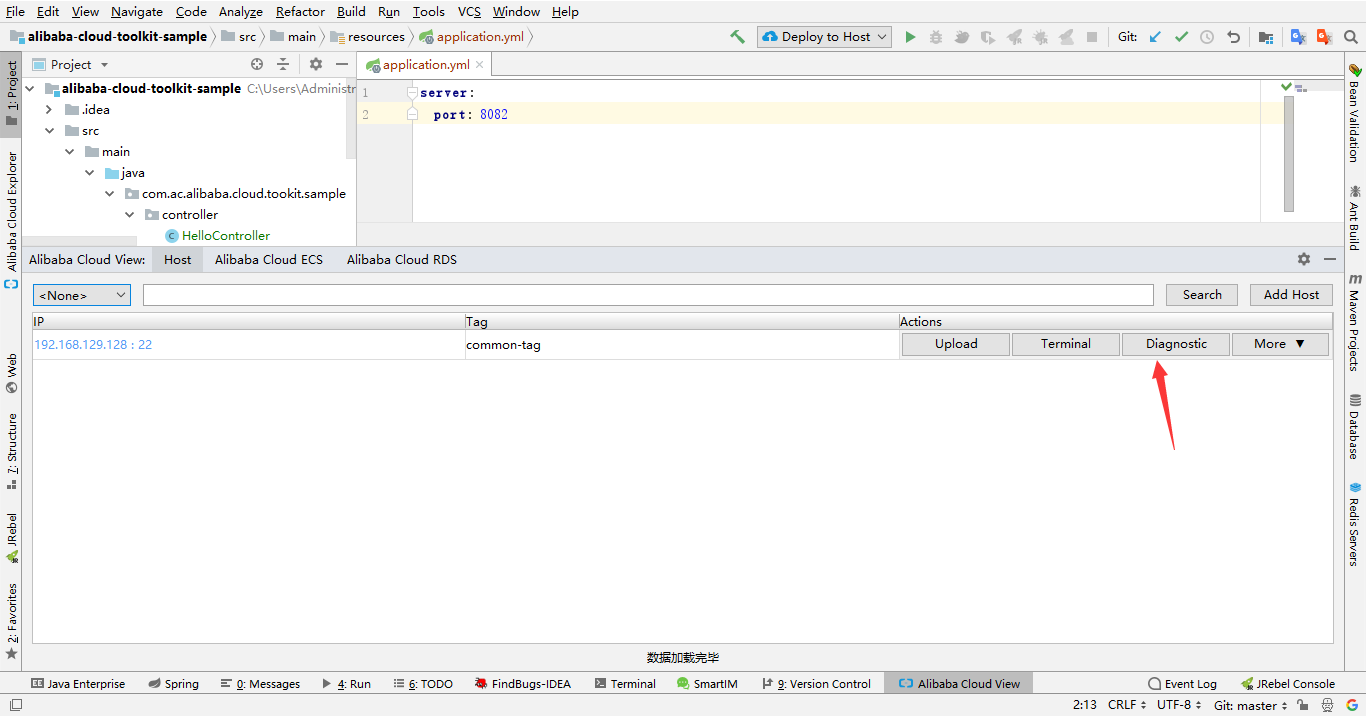 File Edit View Navigate Code Analyze Refactor Build Run Tools VCS Window Help
alibaba-cloud-toolkit-sample src main resources application.yml Deploy to Host Git:
1: Project
Alibaba Cloud Explorer
Web
7: Structure
JRebel
2: Favorites
Project
application.yml
alibaba-cloud-toolkit-sample C:\Users\Administr
.idea
src
main
java
com.ac.alibaba.cloud.tookit.sample
controller
C HelloController
1 server:
2 port: 8082
Bean Validation
Ant Build
m Maven Projects
Database
Redis Servers
Alibaba Cloud View: Host Alibaba Cloud ECS Alibaba Cloud RDS
<None> Search Add Host
IP Tag Actions
192.168.129.128 : 22 common-tag Upload Terminal Diagnostic More ▼
数据加载完毕
Java Enterprise Spring 0: Messages 4: Run 6: TODO FindBugs-IDEA Terminal SmartIM 9: Version Control Alibaba Cloud View Event Log JRebel Console
2:13 CRLF UTF-8 Git: master